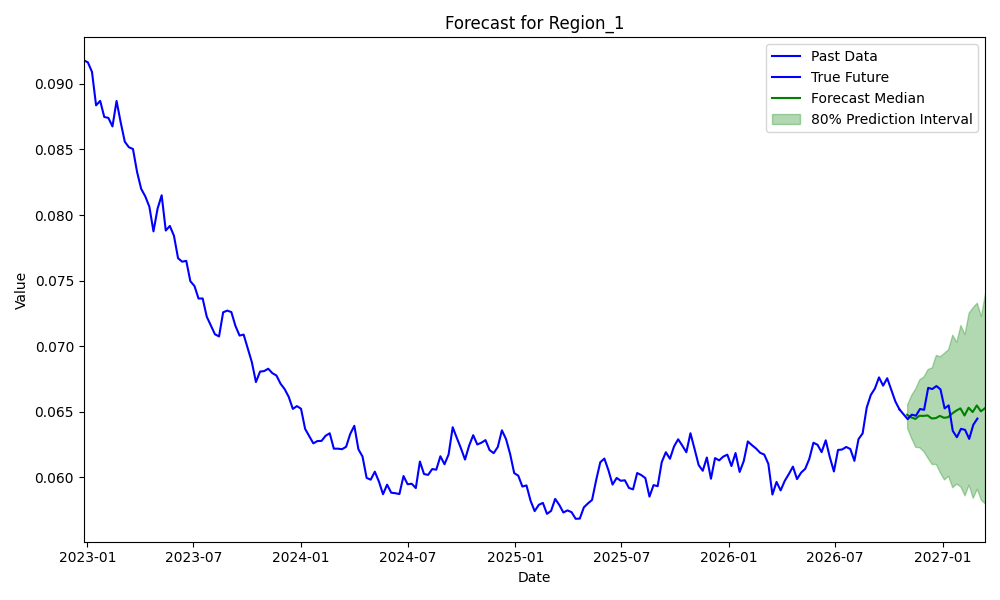 Forecast for Region_1
Past Data
True Future
Forecast Median
80% Prediction Interval
Value
0.090
0.085
0.080
0.075
0.070
0.065
0.060
2023-01
2023-07
2024-01
2024-07
2025-01
2025-07
2026-01
2026-07
2027-01
Date